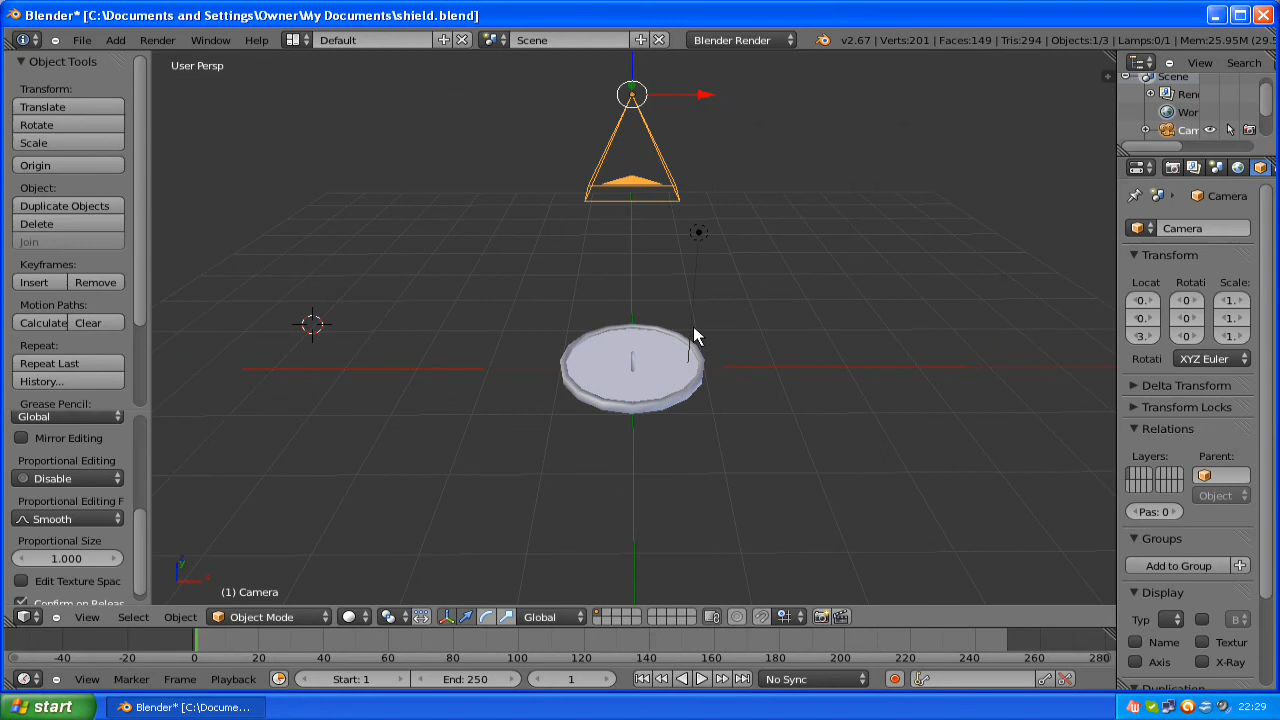 Blender* [C:\Documents and Settings\Owner\My Documents\shield.blend]
File Add Render Window Help Default Scene Blender Render v2.67 | Verts:201 | Faces:149 | Tris:294 | Objects:1/3 | Lamps:0/1 | Mem:25.95M (29.5
Object Tools
Transform:
Translate
Rotate
Scale
Origin
Object:
Duplicate Objects
Delete
Join
Keyframes:
Insert Remove
Motion Paths:
Calculate Clear
Repeat:
Repeat Last
History...
Grease Pencil:
Global
Mirror Editing
Proportional Editing
Disable
Proportional Editing F
Smooth
Proportional Size
1.000
Edit Texture Spac
Confirm on Releas
User Persp
y
x
(1) Camera
View Select Object Object Mode Global
-40 -20 0 20 40 60 80 100 120 140 160 180 200 220 240 260 280
View Marker Frame Playback Start: 1 End: 250 1 No Sync
View Search
Scene
Rend
Wor
Cam
Camera
Camera
Transform
Locat Rotati Scale:
0. 0 1.
0. 0 1.
3. 0 1.
Rotati XYZ Euler
Delta Transform
Transform Locks
Relations
Layers: Parent:
Object
Pas: 0
Groups
Add to Group
Display
Typ B
Name Textur
Axis X-Ray
Duplication
start Blender* [C:\Docume... 22:29